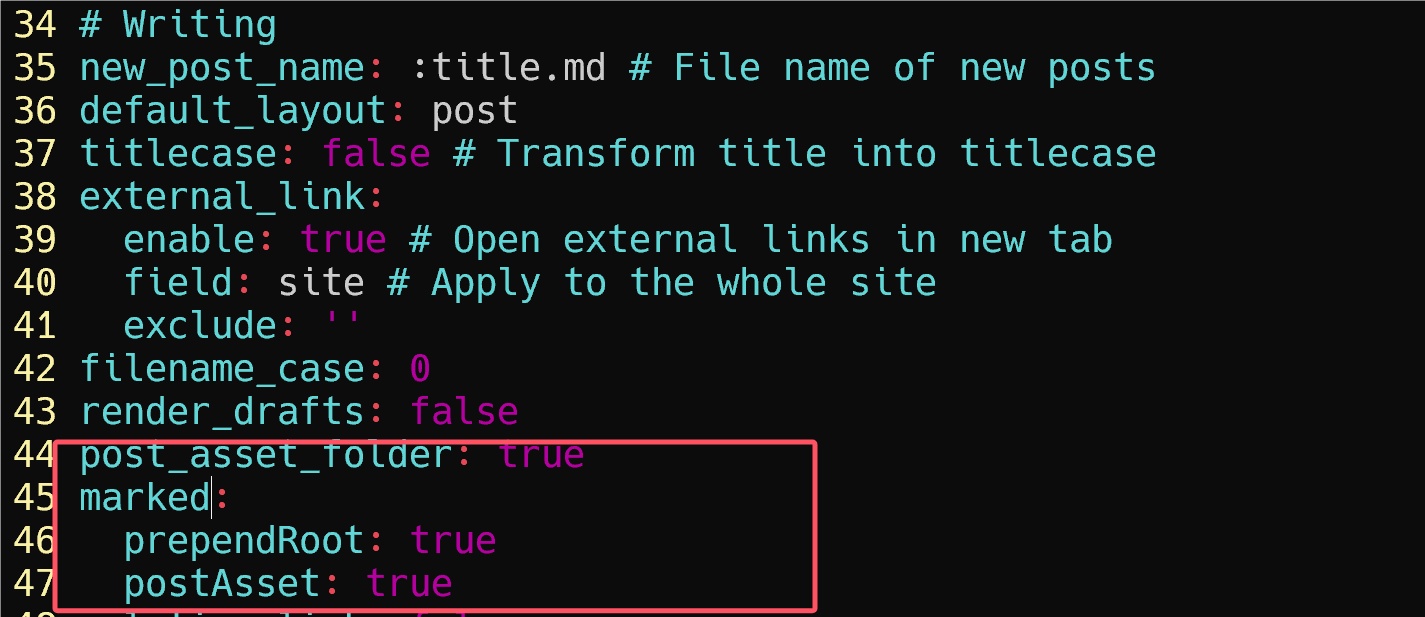 34 # Writing
35 new_post_name: :title.md # File name of new posts
36 default_layout: post
37 titlecase: false # Transform title into titlecase
38 external_link:
39   enable: true # Open external links in new tab
40   field: site # Apply to the whole site
41   exclude: ''
42 filename_case: 0
43 render_drafts: false
44 post_asset_folder: true
45 marked:
46   prependRoot: true
47   postAsset: true